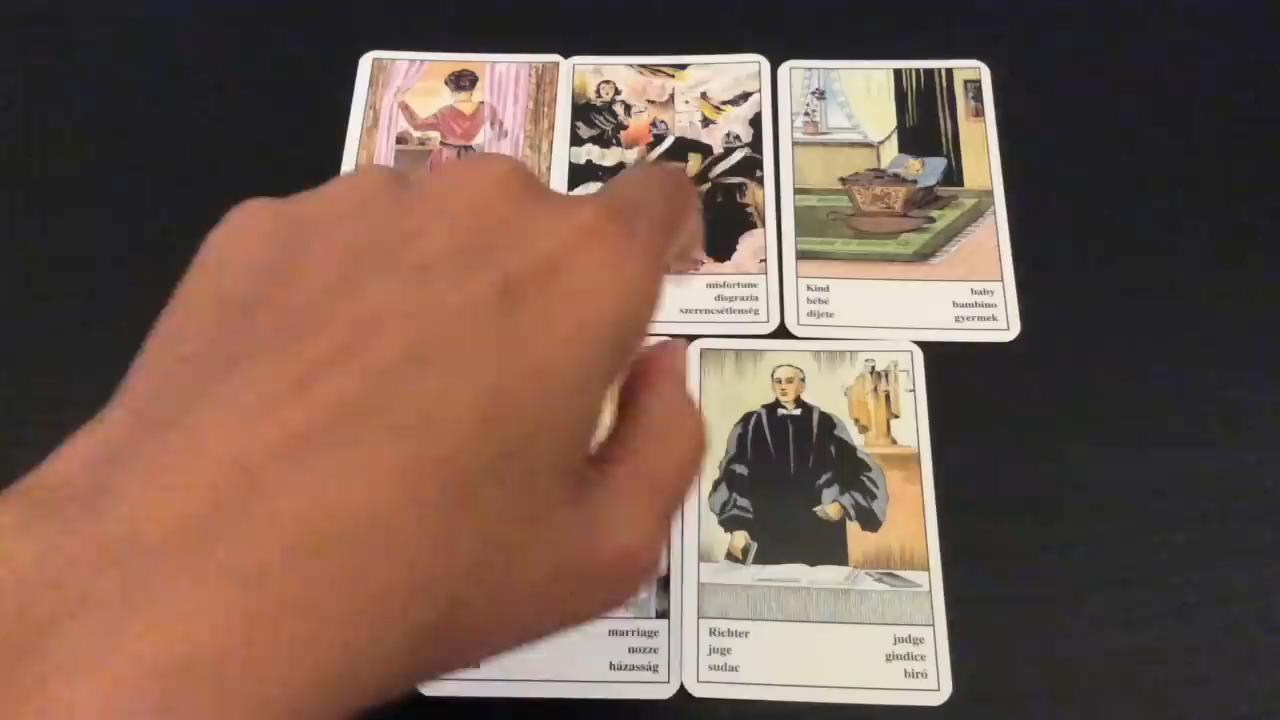 misfortune
disgrazia
szerencsétlenség
Kind baby
bébé bambino
dijete gyermek
marriage
nozze
házasság
Richter judge
juge giudice
sudac biró